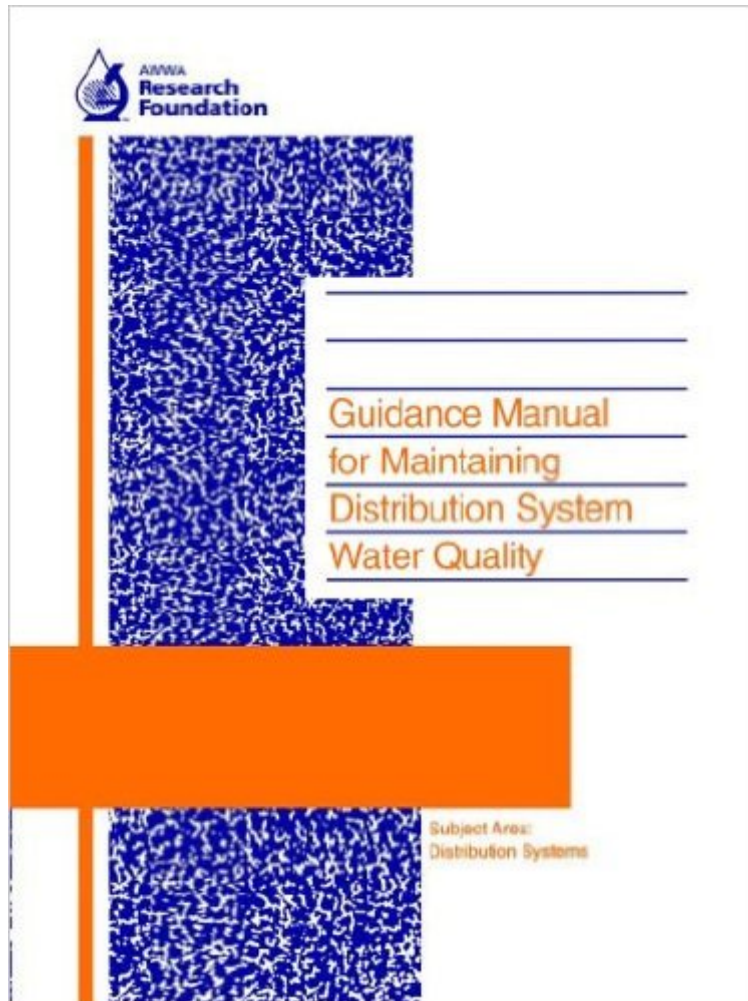 AWWA
Research
Foundation
Guidance Manual
for Maintaining
Distribution System
Water Quality
Subject Area:
Distribution Systems